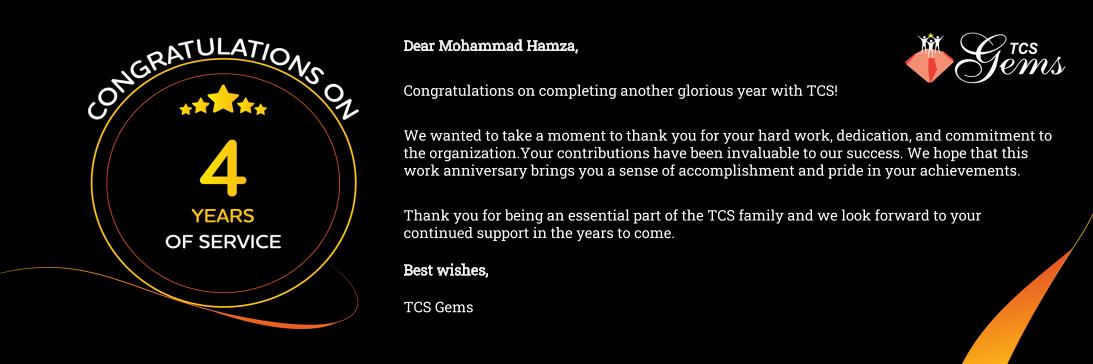 CONGRATULATIONS ON
4
YEARS
OF SERVICE
Dear Mohammad Hamza,
Congratulations on completing another glorious year with TCS!
We wanted to take a moment to thank you for your hard work, dedication, and commitment to
the organization.Your contributions have been invaluable to our success. We hope that this
work anniversary brings you a sense of accomplishment and pride in your achievements.
Thank you for being an essential part of the TCS family and we look forward to your
continued support in the years to come.
Best wishes,
TCS Gems
TCS
Gems